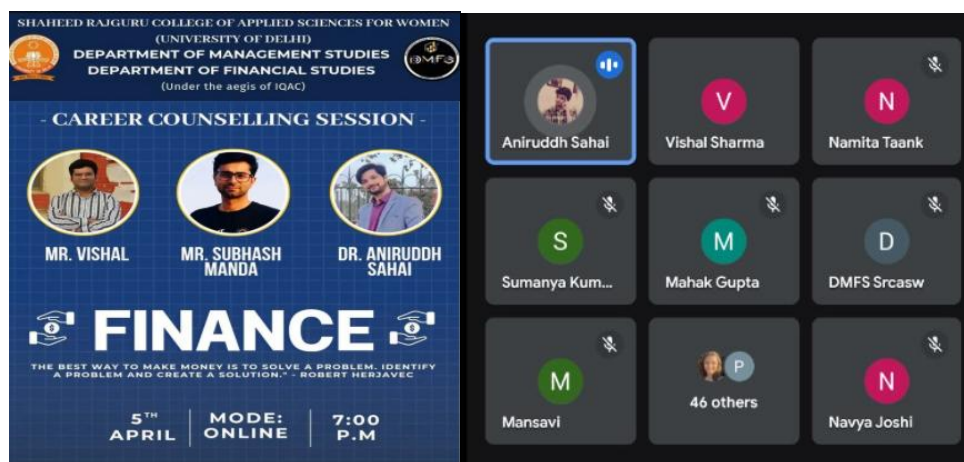 SHAHEED RAJGURU COLLEGE OF APPLIED SCIENCES FOR WOMEN
(UNIVERSITY OF DELHI)
DEPARTMENT OF MANAGEMENT STUDIES
DEPARTMENT OF FINANCIAL STUDIES
(Under the aegis of IQAC)
DMFS
- CAREER COUNSELLING SESSION -
MR. VISHAL
MR. SUBHASH
MANDA
DR. ANIRUDDH
SAHAI
FINANCE
THE BEST WAY TO MAKE MONEY IS TO SOLVE A PROBLEM. IDENTIFY
A PROBLEM AND CREATE A SOLUTION." - ROBERT HERJAVEC
5TH
APRIL
MODE:
ONLINE
7:00
P.M
Aniruddh Sahai
V
Vishal Sharma
N
Namita Taank
S
Sumanya Kum...
M
Mahak Gupta
D
DMFS Srcasw
M
Mansavi
P
46 others
N
Navya Joshi